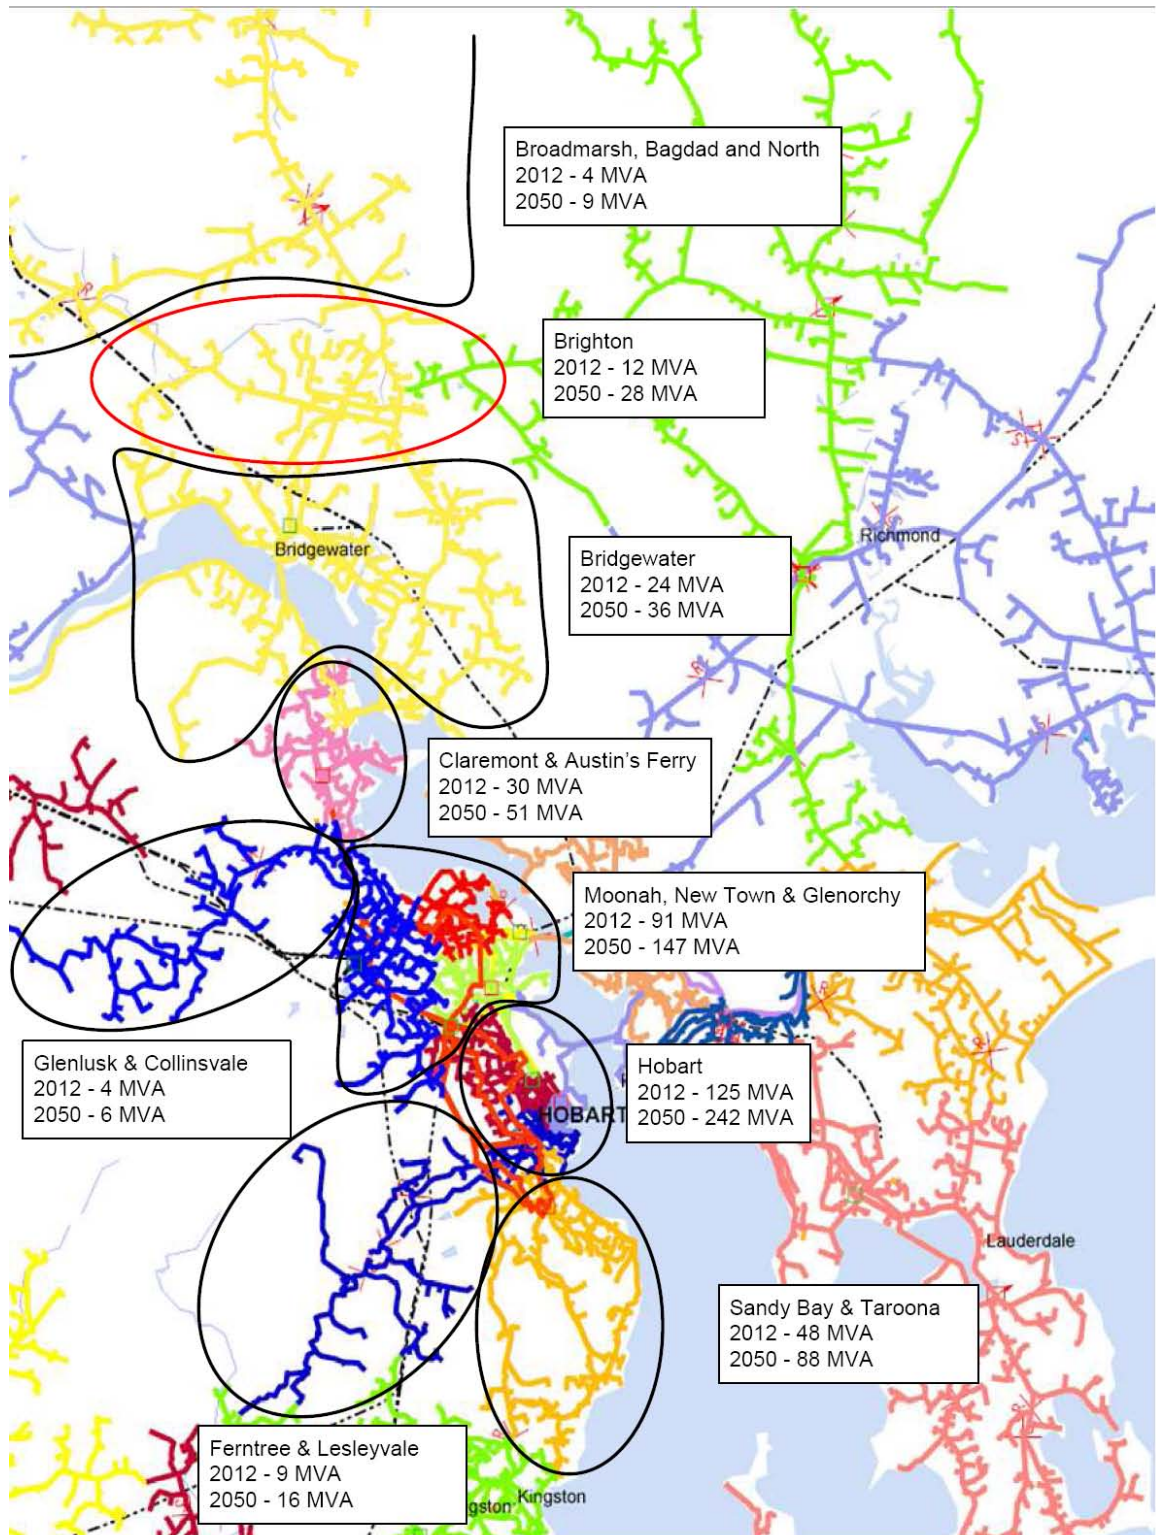 Broadmarsh, Bagdad and North
2012 - 4 MVA
2050 - 9 MVA
Brighton
2012 - 12 MVA
2050 - 28 MVA
Bridgewater
Richmond
Bridgewater
2012 - 24 MVA
2050 - 36 MVA
Claremont & Austin's Ferry
2012 - 30 MVA
2050 - 51 MVA
Moonah, New Town & Glenorchy
2012 - 91 MVA
2050 - 147 MVA
Glenlusk & Collinsvale
2012 - 4 MVA
2050 - 6 MVA
Hobart
2012 - 125 MVA
2050 - 242 MVA
HOBART
Lauderdale
Sandy Bay & Taroona
2012 - 48 MVA
2050 - 88 MVA
Ferntree & Lesleyvale
2012 - 9 MVA
2050 - 16 MVA
gston Kingston